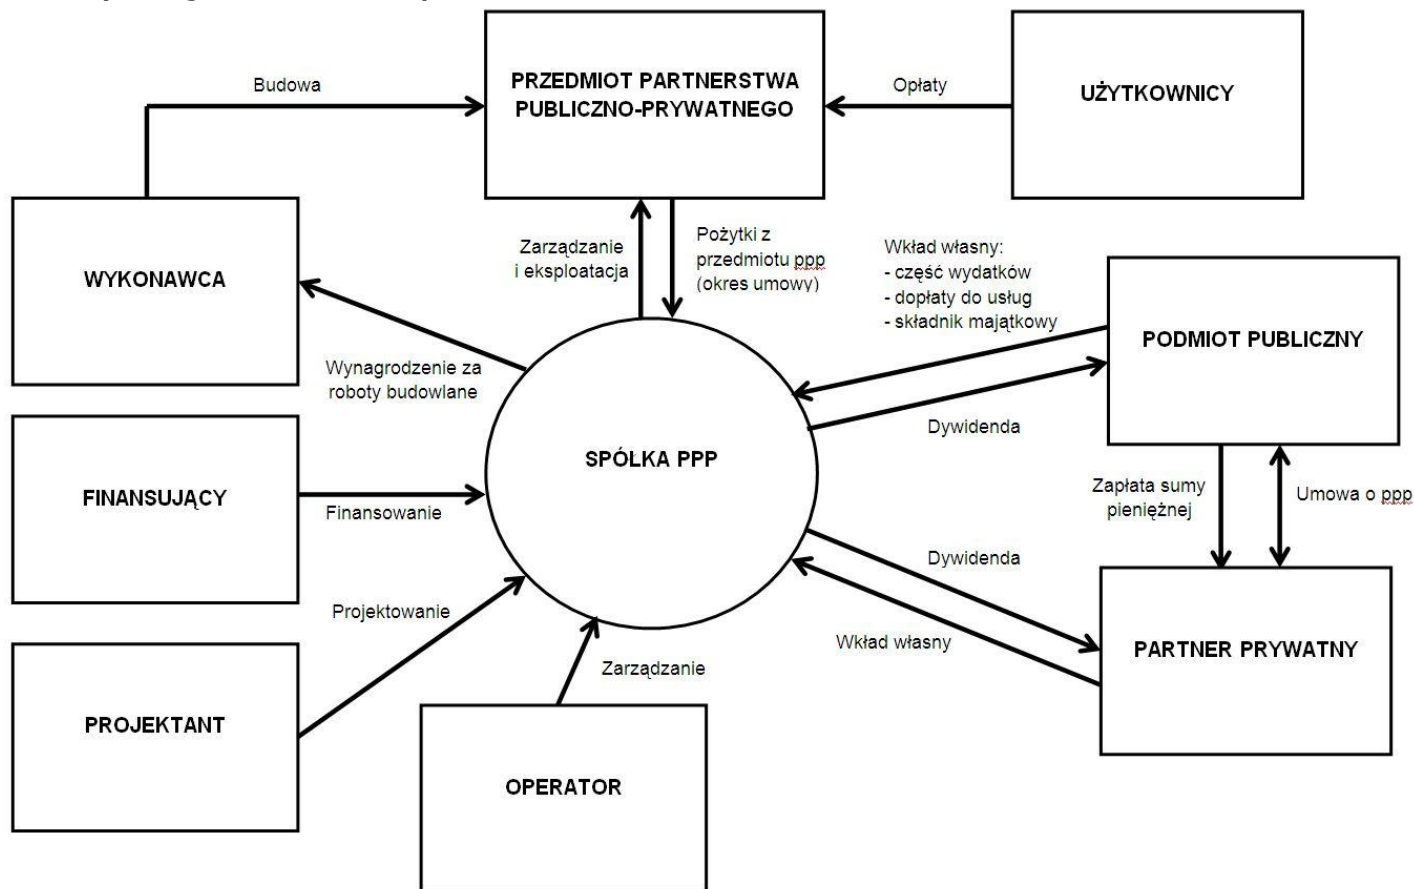 Budowa
PRZEDMIOT PARTNERSTWA
PUBLICZNO-PRYWATNEGO
Opłaty
UŻYTKOWNICY
WYKONAWCA
Zarządzanie
i eksploatacja
Pożytki z
przedmiotu ppp
(okres umowy)
Wkład własny:
- część wydatków
- dopłaty do usług
- składnik majątkowy
PODMIOT PUBLICZNY
Wynagrodzenie za
roboty budowlane
Dywidenda
SPÓLKA PPP
FINANSUJĄCY
Finansowanie
Zapłata sumy
pieniężnej
Umowa o ppp
Dywidenda
Projektowanie
Wkład własny
PARTNER PRYWATNY
Zarządzanie
PROJEKTANT
OPERATOR